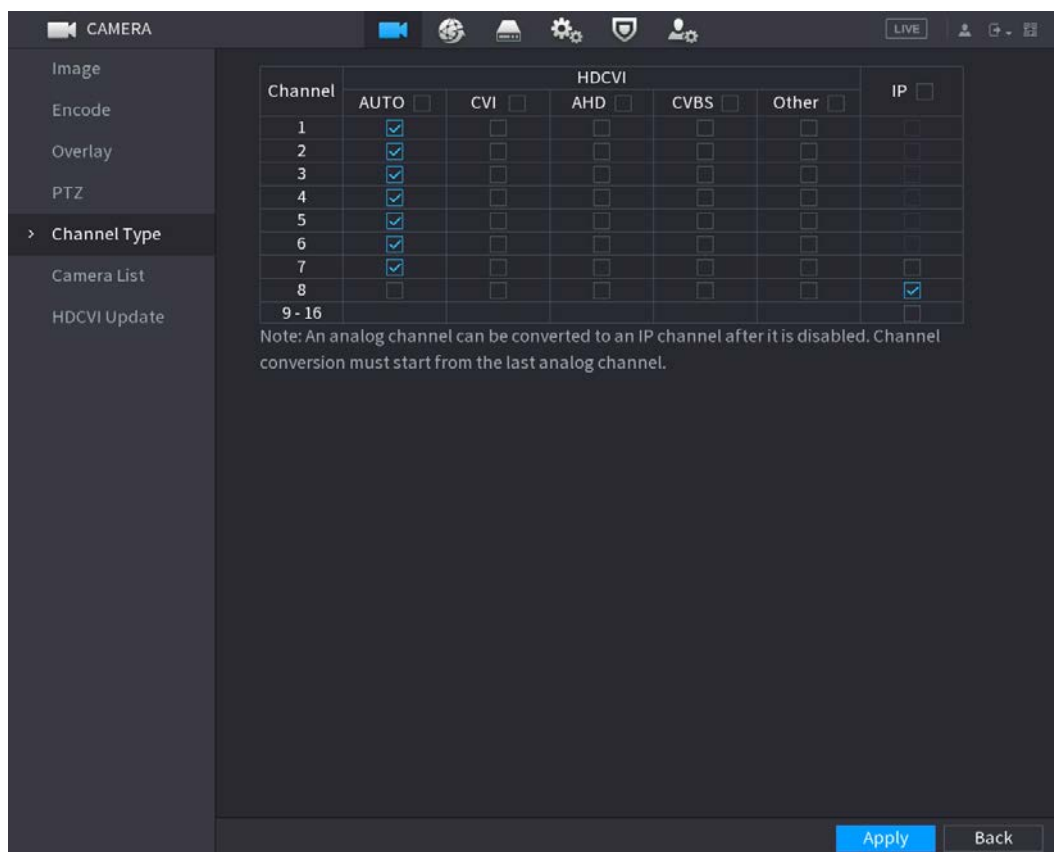 CAMERA
LIVE
Image
Encode
Overlay
PTZ
> Channel Type
Camera List
HDCVI Update
Channel HDCVI IP
AUTO CVI AHD CVBS Other
1
2
3
4
5
6
7
8
9 - 16
Note: An analog channel can be converted to an IP channel after it is disabled. Channel
conversion must start from the last analog channel.
Apply Back